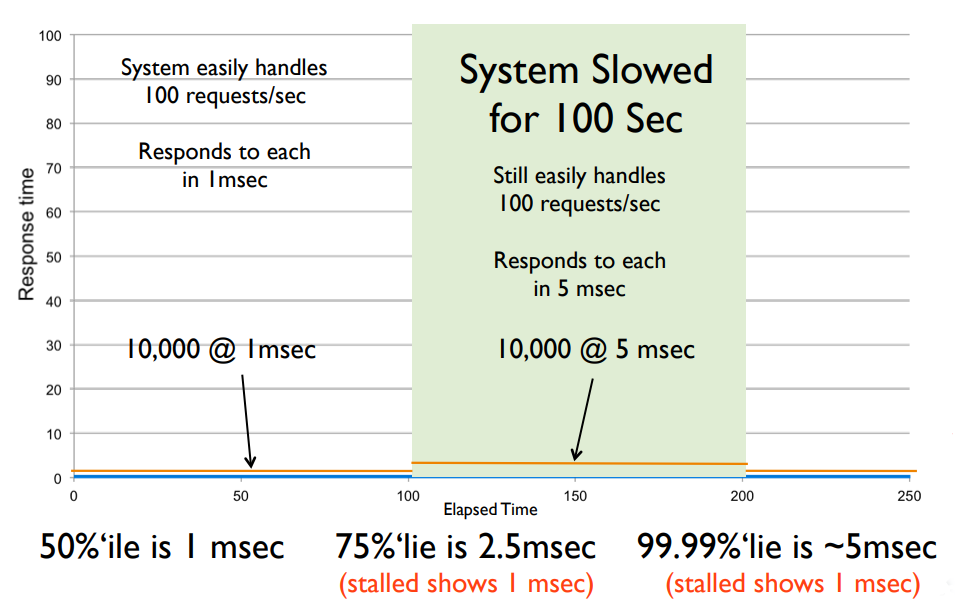 System easily handles
100 requests/sec
Responds to each
in 1msec
System Slowed
for 100 Sec
Still easily handles
100 requests/sec
Responds to each
in 5 msec
10,000 @ 1msec
10,000 @ 5 msec
Response time
100
90
80
70
60
50
40
30
20
10
0
0
50
100
150
200
250
Elapsed Time
50%‘ile is 1 msec
75%‘lie is 2.5msec
(stalled shows 1 msec)
99.99%‘lie is ~5msec
(stalled shows 1 msec)